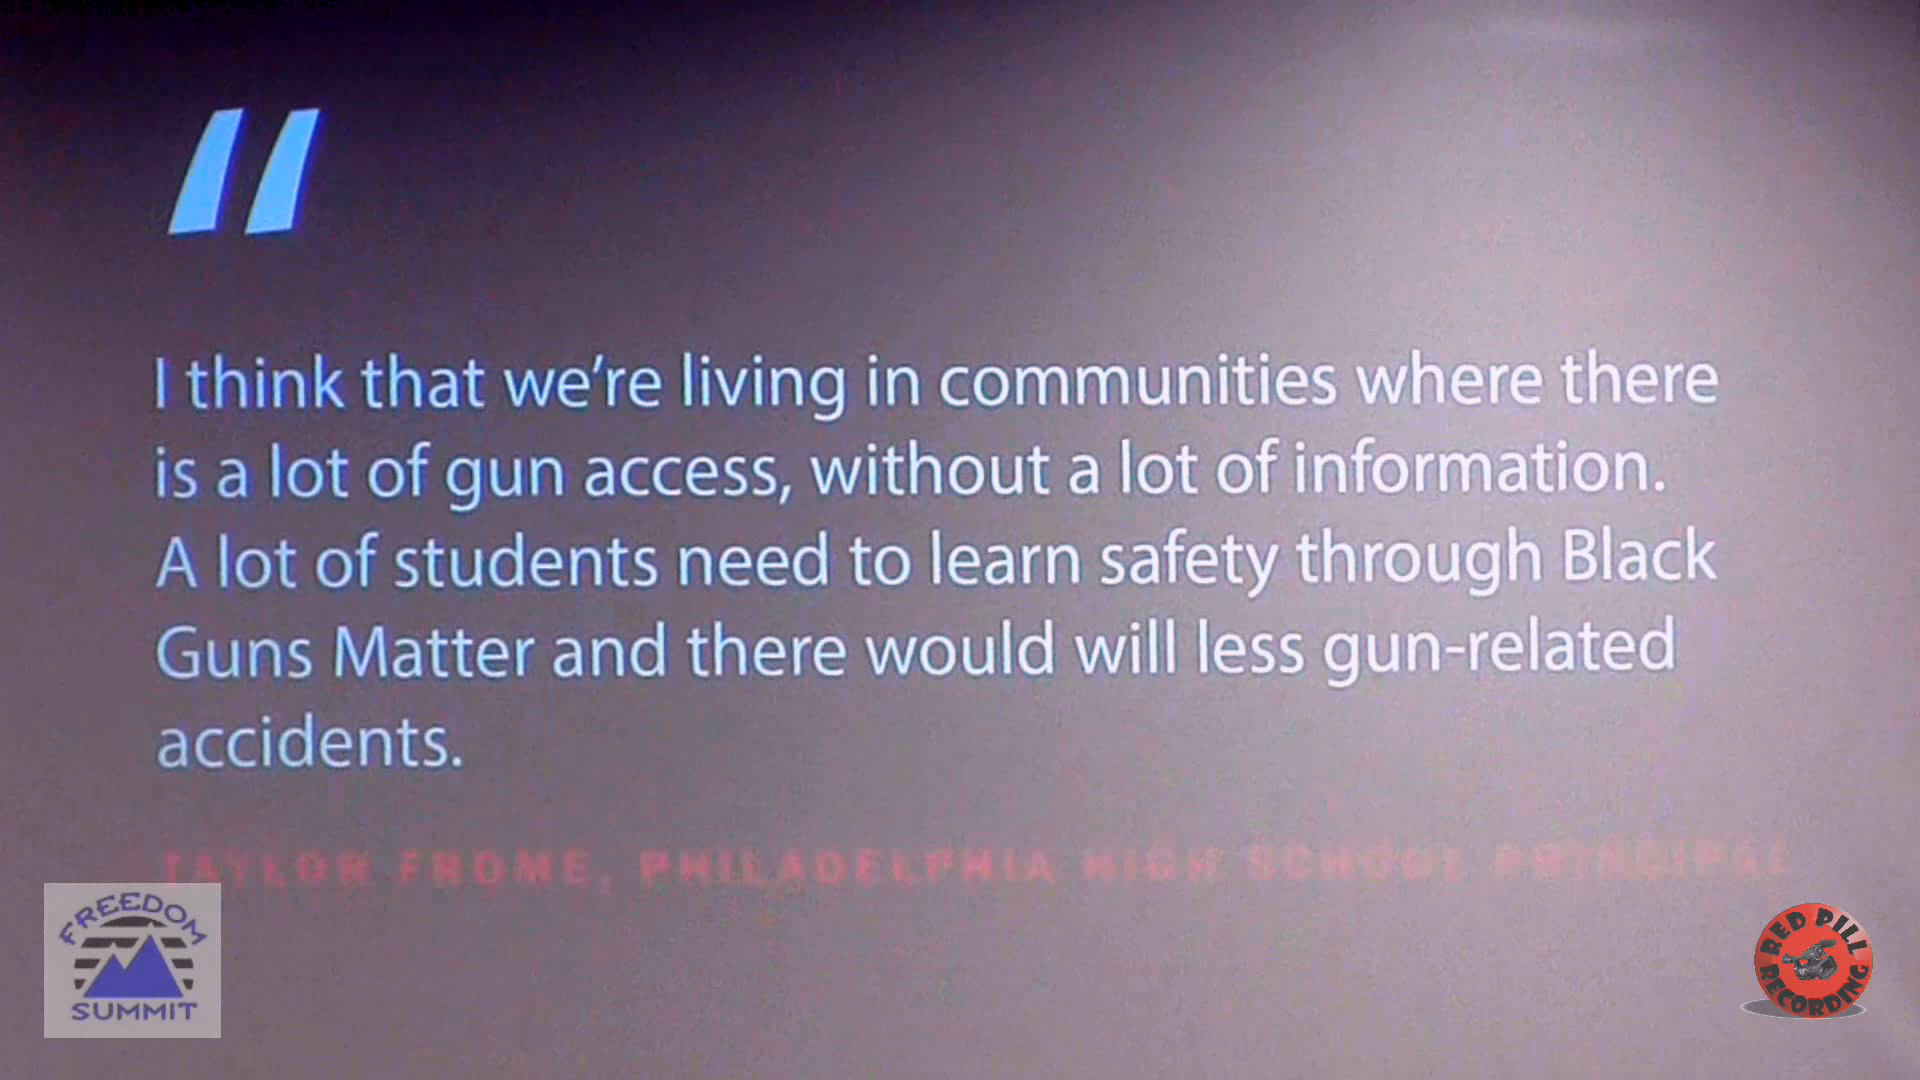 “
I think that we’re living in communities where there
is a lot of gun access, without a lot of information.
A lot of students need to learn safety through Black
Guns Matter and there would will less gun-related
accidents.
TAYLOR FROME, PHILADELPHIA HIGH SCHOOL PRINCIPAL
FREEDOM
SUMMIT
RED PILL
RECORDING